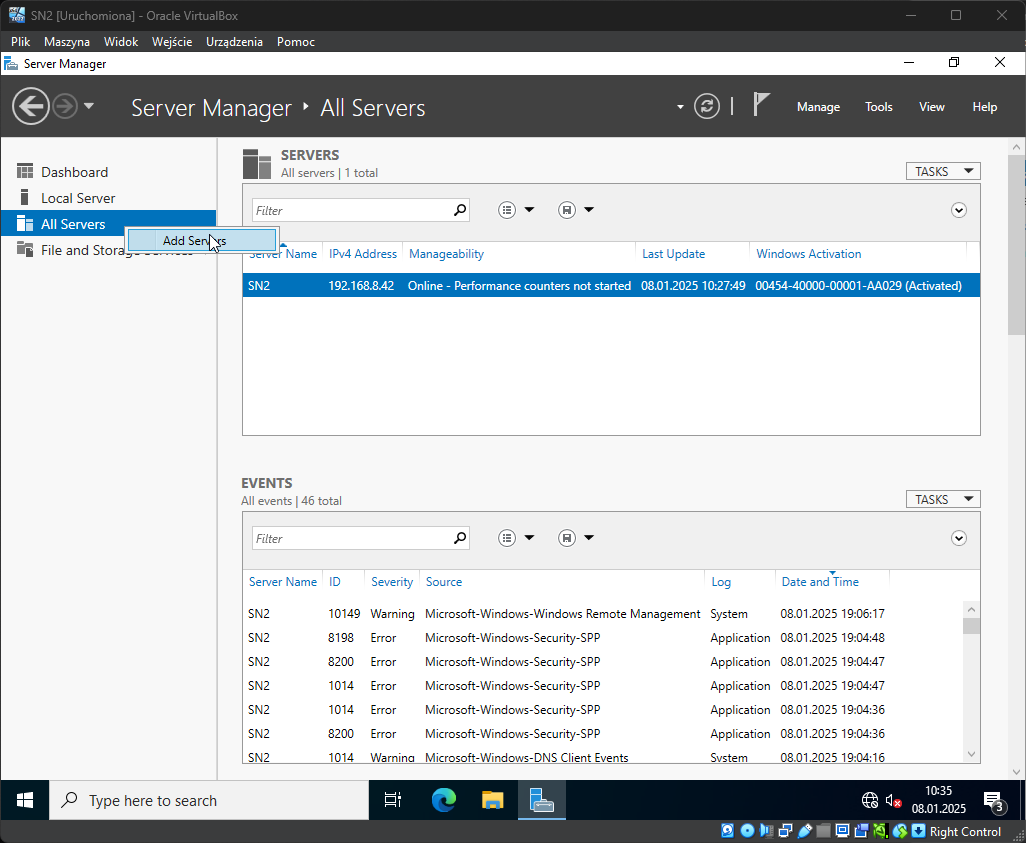 SN2 [Uruchomiona] - Oracle VirtualBox
Plik Maszyna Widok Wejście Urządzenia Pomoc
Server Manager
Server Manager All Servers
Manage Tools View Help
Dashboard
Local Server
All Servers
File and Storage Services
Add Servers
SERVERS
All servers | 1 total
TASKS
Filter
Server Name IPv4 Address Manageability Last Update Windows Activation
SN2 192.168.8.42 Online - Performance counters not started 08.01.2025 10:27:49 00454-40000-00001-AA029 (Activated)
EVENTS
All events | 46 total
TASKS
Filter
Server Name ID Severity Source Log Date and Time
SN2 10149 Warning Microsoft-Windows-Windows Remote Management System 08.01.2025 19:06:17
SN2 8198 Error Microsoft-Windows-Security-SPP Application 08.01.2025 19:04:48
SN2 8200 Error Microsoft-Windows-Security-SPP Application 08.01.2025 19:04:47
SN2 1014 Error Microsoft-Windows-Security-SPP Application 08.01.2025 19:04:47
SN2 1014 Error Microsoft-Windows-Security-SPP Application 08.01.2025 19:04:36
SN2 8200 Error Microsoft-Windows-Security-SPP Application 08.01.2025 19:04:36
SN2 1014 Warning Microsoft-Windows-DNS Client Events System 08.01.2025 19:04:16
Type here to search
10:35
08.01.2025
3
Right Control